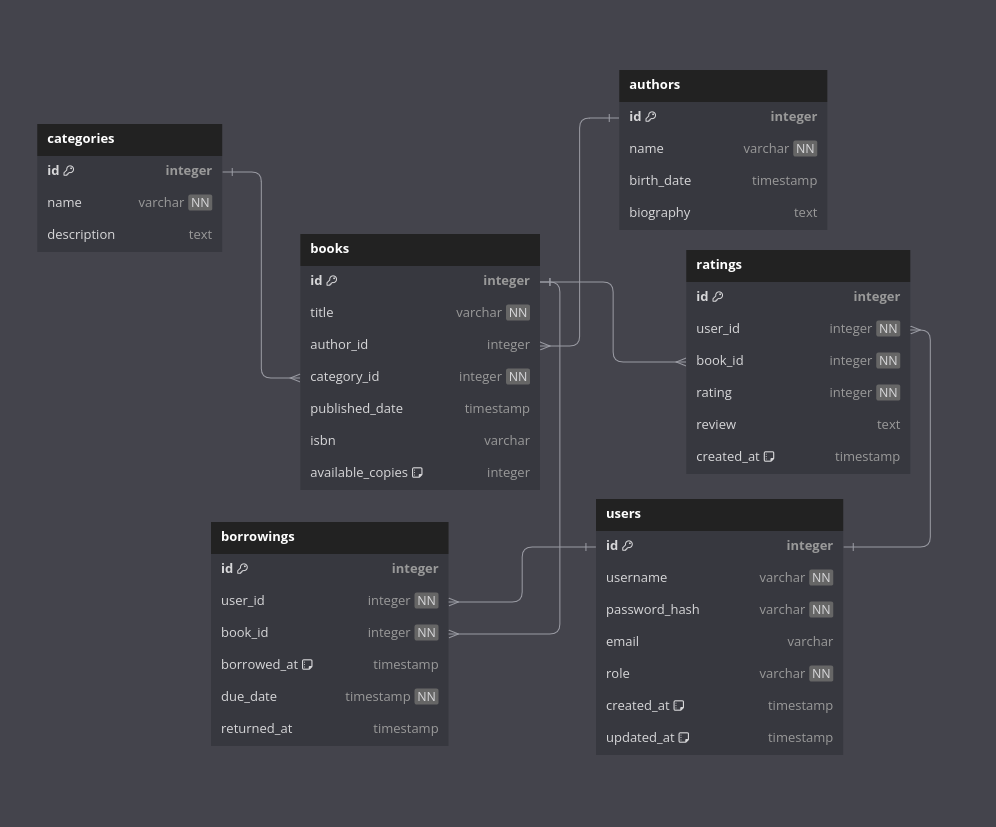 categories
id integer
name varchar NN
description text
authors
id integer
name varchar NN
birth_date timestamp
biography text
books
id integer
title varchar NN
author_id integer
category_id integer NN
published_date timestamp
isbn varchar
available_copies integer
ratings
id integer
user_id integer NN
book_id integer NN
rating integer NN
review text
created_at timestamp
borrowings
id integer
user_id integer NN
book_id integer NN
borrowed_at timestamp
due_date timestamp NN
returned_at timestamp
users
id integer
username varchar NN
password_hash varchar NN
email varchar
role varchar NN
created_at timestamp
updated_at timestamp